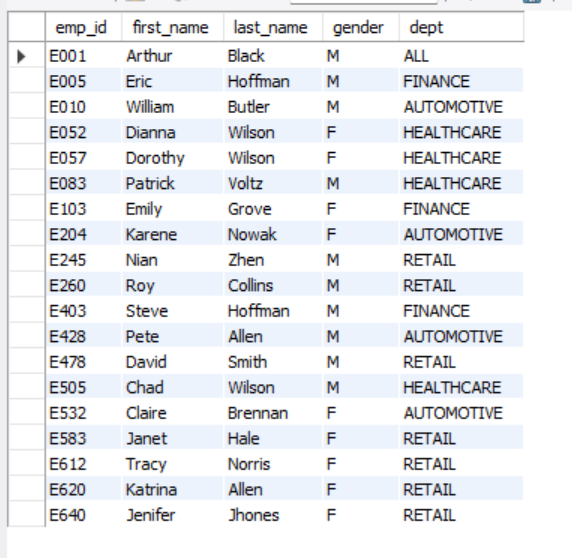 emp_id first_name last_name gender dept
E001 Arthur Black M ALL
E005 Eric Hoffman M FINANCE
E010 William Butler M AUTOMOTIVE
E052 Dianna Wilson F HEALTHCARE
E057 Dorothy Wilson F HEALTHCARE
E083 Patrick Voltz M HEALTHCARE
E103 Emily Grove F FINANCE
E204 Karene Nowak F AUTOMOTIVE
E245 Nian Zhen M RETAIL
E260 Roy Collins M RETAIL
E403 Steve Hoffman M FINANCE
E428 Pete Allen M AUTOMOTIVE
E478 David Smith M RETAIL
E505 Chad Wilson M HEALTHCARE
E532 Claire Brennan F AUTOMOTIVE
E583 Janet Hale F RETAIL
E612 Tracy Norris F RETAIL
E620 Katrina Allen F RETAIL
E640 Jenifer Jhones F RETAIL